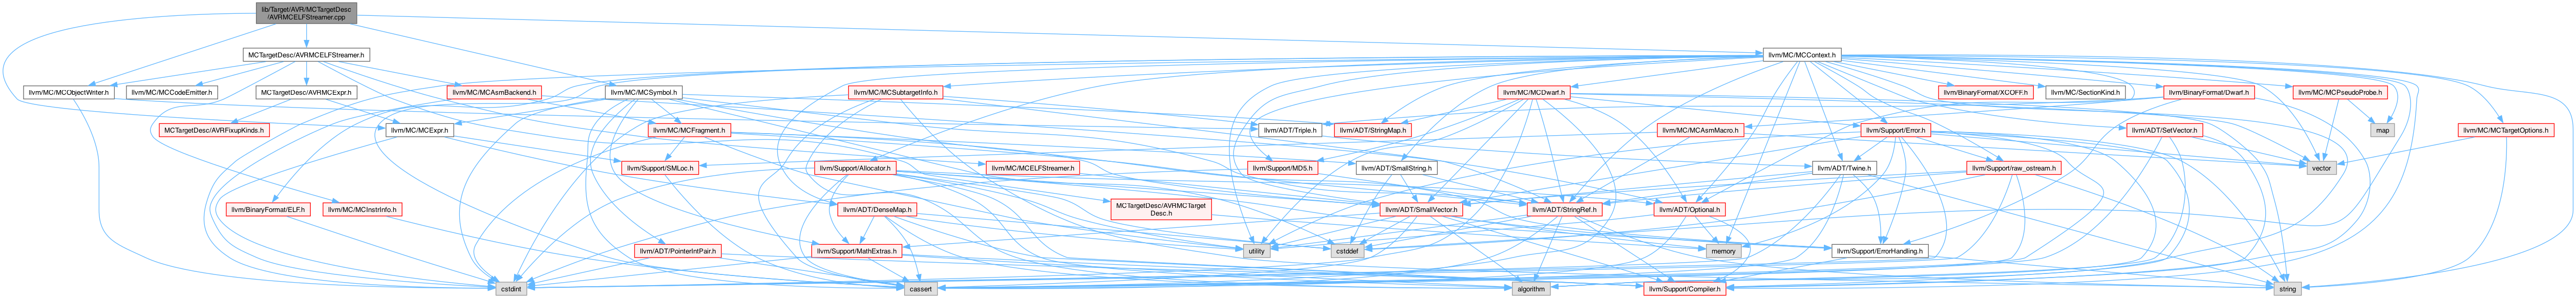 lib/Target/AVR/MCTargetDesc
/AVRMCELFStreamer.cpp
MCTargetDesc/AVRMCELFStreamer.h
llvm/MC/MCContext.h
llvm/MC/MCObjectWriter.h
llvm/MC/MCCodeEmitter.h
MCTargetDesc/AVRMCExpr.h
llvm/MC/MCAsmBackend.h
llvm/MC/MCSymbol.h
llvm/MC/MCSubtargetInfo.h
llvm/MC/MCDwarf.h
llvm/BinaryFormat/XCOFF.h
llvm/MC/SectionKind.h
llvm/BinaryFormat/Dwarf.h
llvm/MC/MCPseudoProbe.h
MCTargetDesc/AVRFixupKinds.h
llvm/MC/MCExpr.h
llvm/MC/MCFragment.h
llvm/ADT/Triple.h
llvm/ADT/StringMap.h
llvm/MC/MCAsmMacro.h
llvm/Support/Error.h
llvm/ADT/SetVector.h
map
llvm/MC/MCTargetOptions.h
llvm/Support/SMLoc.h
llvm/Support/Allocator.h
llvm/MC/MCELFStreamer.h
llvm/Support/MD5.h
llvm/ADT/SmallString.h
llvm/ADT/Twine.h
llvm/Support/raw_ostream.h
vector
llvm/BinaryFormat/ELF.h
llvm/MC/MCInstrInfo.h
llvm/ADT/DenseMap.h
MCTargetDesc/AVRMCTarget
Desc.h
llvm/ADT/SmallVector.h
llvm/ADT/StringRef.h
llvm/ADT/Optional.h
llvm/ADT/PointerIntPair.h
llvm/Support/MathExtras.h
utility
cstddef
memory
llvm/Support/ErrorHandling.h
cstdint
cassert
algorithm
llvm/Support/Compiler.h
string